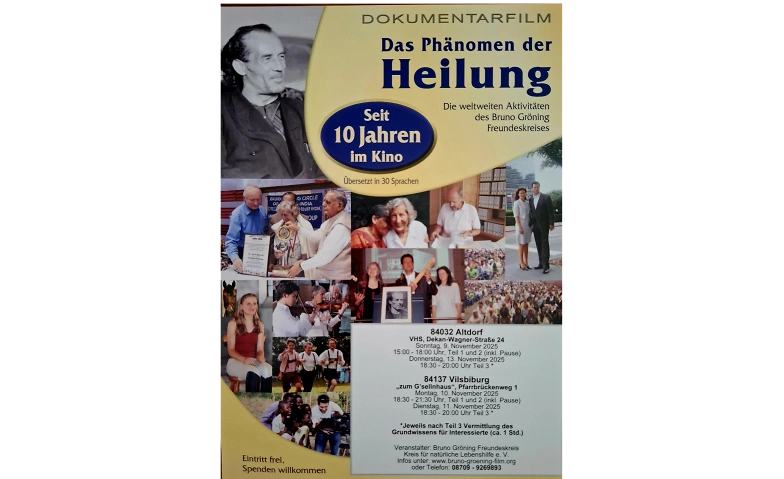 DOKUMENTARFILM
Das Phänomen der
Heilung
Die weltweiten Aktivitäten
des Bruno Gröning
Freundeskreises
Seit
10 Jahren
im Kino
Übersetzt in 30 Sprachen
84032 Altdorf
VHS, Dekan-Wagner-Straße 24
Sonntag, 9. November 2025
15:00 - 18:00 Uhr, Teil 1 und 2 (inkl. Pause)
Donnerstag, 13. November 2025
18:30 - 20:00 Uhr Teil 3 *
84137 Vilsbiburg
„zum G'sellnhaus", Pfarrbrückenweg 1
Montag, 10. November 2025
18:30 - 21:30 Uhr, Teil 1 und 2 (inkl. Pause)
Dienstag, 11. November 2025
18:30 - 20:00 Uhr Teil 3 *
*Jeweils nach Teil 3 Vermittlung des
Grundwissens für Interessierte (ca. 1 Std.)
Veranstalter: Bruno Gröning Freundeskreis
Kreis für natürliche Lebenshilfe e. V.
Infos unter: www.bruno-groening-film.org
oder Telefon: 08709 - 9269893
Eintritt frei,
Spenden willkommen